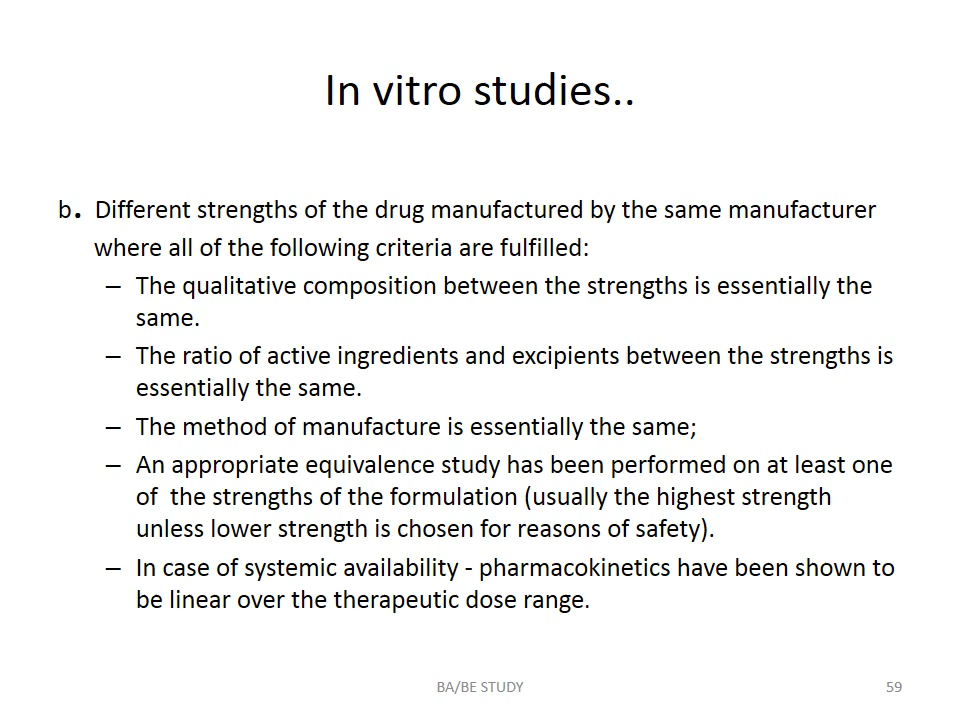 In vitro studies..
b. Different strengths of the drug manufactured by the same manufacturer
where all of the following criteria are fulfilled:
– The qualitative composition between the strengths is essentially the
same.
– The ratio of active ingredients and excipients between the strengths is
essentially the same.
– The method of manufacture is essentially the same;
– An appropriate equivalence study has been performed on at least one
of  the strengths of the formulation (usually the highest strength
unless lower strength is chosen for reasons of safety).
– In case of systemic availability - pharmacokinetics have been shown to
be linear over the therapeutic dose range.
BA/BE STUDY
59